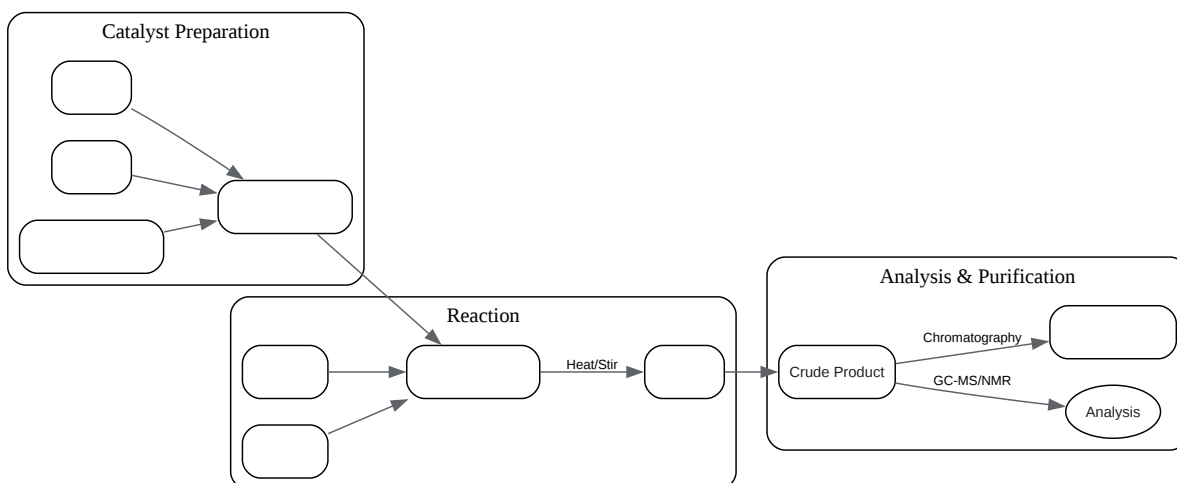 Catalyst Preparation
Reaction
Heat/Stir
Analysis & Purification
Crude Product
Chromatography
GC-MS/NMR
Analysis